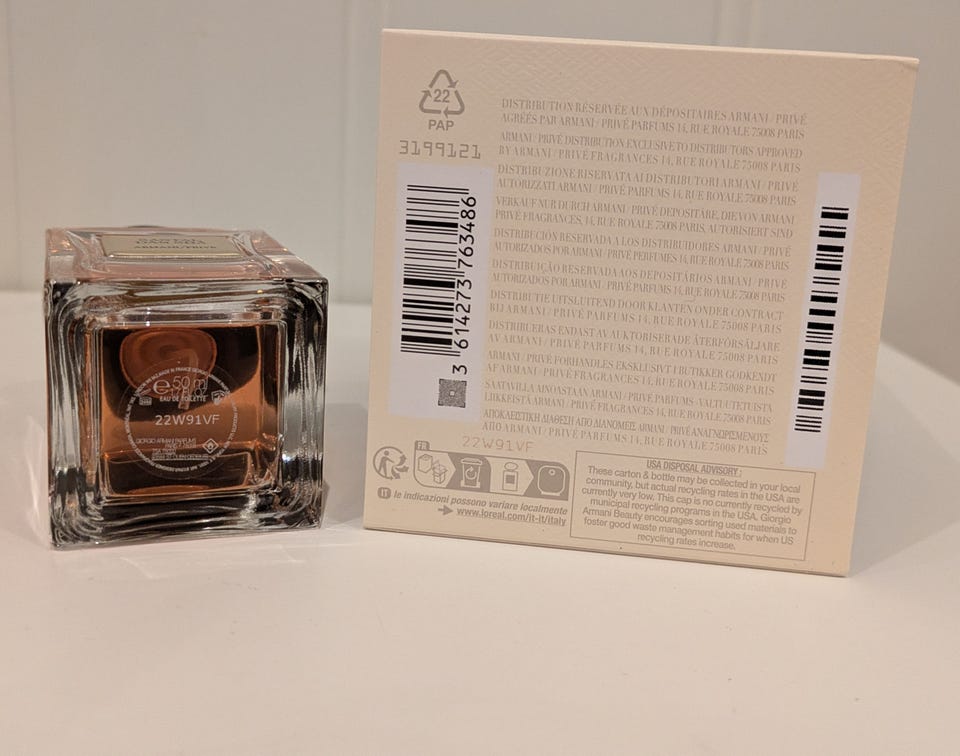 ARMANI/PRIVÉ
e 50 ml
EAU DE TOILETTE
22W91VF
GIORGIO ARMANI PARFUMS
22
PAP
3199121
3 614273 763486
DISTRIBUTION RÉSERVÉE AUX DÉPOSITAIRES ARMANI / PRIVÉ
AGRÉÉS PAR ARMANI / PRIVÉ PARFUMS 14, RUE ROYALE 75008 PARIS
ARMANI / PRIVÉ DISTRIBUTION EXCLUSIVE TO DISTRIBUTORS APPROVED
BY ARMANI / PRIVÉ FRAGRANCES 14, RUE ROYALE 75008 PARIS
DISTRIBUZIONE RISERVATA AI DISTRIBUTORI ARMANI / PRIVÉ
AUTORIZZATI ARMANI / PRIVÉ PARFUMS 14, RUE ROYALE 75008 PARIS
VERKAUF NUR DURCH ARMANI / PRIVÉ DEPOSITÄRE, DIE VON ARMANI
PRIVÉ FRAGRANCES, 14, RUE ROYALE 75008 PARIS, AUTORISIERT SIND
DISTRIBUCIÓN RESERVADA A LOS DISTRIBUIDORES ARMANI / PRIVÉ
AUTORIZADOS POR ARMANI / PRIVÉ PERFUMES 14, RUE ROYALE 75008 PARIS
DISTRIBUIÇÃO RESERVADA AOS DEPOSITÁRIOS ARMANI / PRIVÉ
AUTORIZADOS POR ARMANI / PRIVÉ PARFUMS 14, RUE ROYALE 75008 PARIS
DISTRIBUTIE UITSLUITEND DOOR KLANTEN ONDER CONTRACT
BIJ ARMANI / PRIVÉ PARFUMS 14, RUE ROYALE 75008 PARIS
DISTRIBUERAS ENDAST AV AUKTORISERADE ÅTERFÖRSÄLJARE
AV ARMANI / PRIVÉ PARFUMS 14, RUE ROYALE 75008 PARIS
ARMANI / PRIVÉ FORHANDLES EKSKLUSIVT I BUTIKKER GODKENDT
AF ARMANI / PRIVÉ FRAGRANCES 14, RUE ROYALE 75008 PARIS
SAATAVILLA AINOASTAAN ARMANI / PRIVÉ PARFUMS -VALTUUTETUISTA
LIIKKEISTÄ ARMANI / PRIVÉ FRAGRANCES 14, RUE ROYALE 75008 PARIS
ΑΠΟΚΛΕΙΣΤΙΚΗ ΔΙΑΘΕΣΗ ΑΠΟ ΔΙΑΝΟΜΕΙΣ ARMANI / PRIVÉ ΑΝΑΓΝΩΡΙΣΜΕΝΟΥΣ
ΑΠΟ ARMANI / PRIVÉ PARFUMS 14, RUE ROYALE 75008 PARIS
22W91VF
FR
IT le indicazioni possono variare localmente
www.loreal.com/it-it/italy
USA DISPOSAL ADVISORY :
These carton & bottle may be collected in your local
community, but actual recycling rates in the USA are
currently very low. This cap is no currently recycled by
municipal recycling programs in the USA. Giorgio
Armani Beauty encourages sorting used materials to
foster good waste management habits for when US
recycling rates increase.